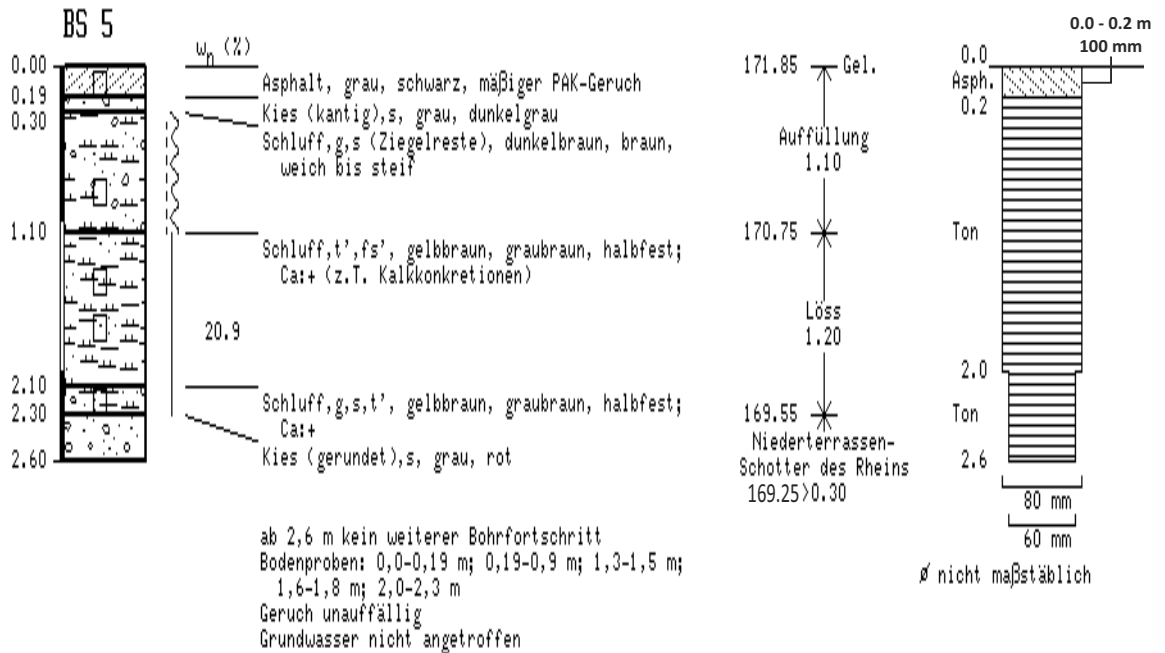 BS 5
w_n (%)
0.00
Asphalt, grau, schwarz, mäßiger PAK-Geruch
0.19
Kies (kantig),s, grau, dunkelgrau
0.30
Schluff,g,s (Ziegelreste), dunkelbraun, braun,
weich bis steif
1.10
Schluff,t',fs', gelbbraun, graubraun, halbfest;
Ca:+ (z.T. Kalkkonkretionen)
20.9
2.10
Schluff,g,s,t', gelbbraun, graubraun, halbfest;
Ca:+
2.30
Kies (gerundet),s, grau, rot
2.60
ab 2,6 m kein weiterer Bohrfortschritt
Bodenproben: 0,0-0,19 m; 0,19-0,9 m; 1,3-1,5 m;
1,6-1,8 m; 2,0-2,3 m
Geruch unauffällig
Grundwasser nicht angetroffen
171.85 Gel.
Auffüllung
1.10
170.75
Löss
1.20
169.55
Niederterrassen-
Schotter des Rheins
169.25>0.30
0.0 - 0.2 m
100 mm
0.0
Asph.
0.2
Ton
2.0
Ton
2.6
80 mm
60 mm
ø nicht maßstäblich